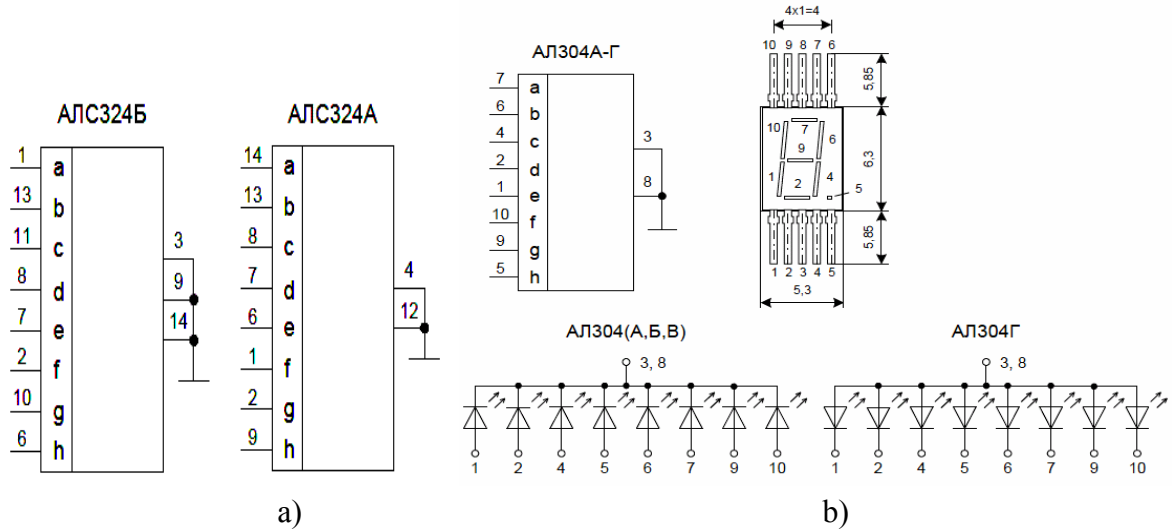 АЛС324Б
1 a
13 b
11 c
8 d
7 e
2 f
10 g
6 h
3
9
14
АЛС324А
14 a
13 b
8 c
7 d
6 e
1 f
2 g
9 h
4
12
a)
АЛ304А-Г
7 a
6 b
4 c
2 d
1 e
10 f
9 g
5 h
3
8
4x1=4
10 9 8 7 6
5,85
10 7 6
9
1 2 4
5
6,3
5,85
1 2 3 4 5
5,3
АЛ304(А,Б,В)
3, 8
1 2 4 5 6 7 9 10
АЛ304Г
3, 8
1 2 4 5 6 7 9 10
b)